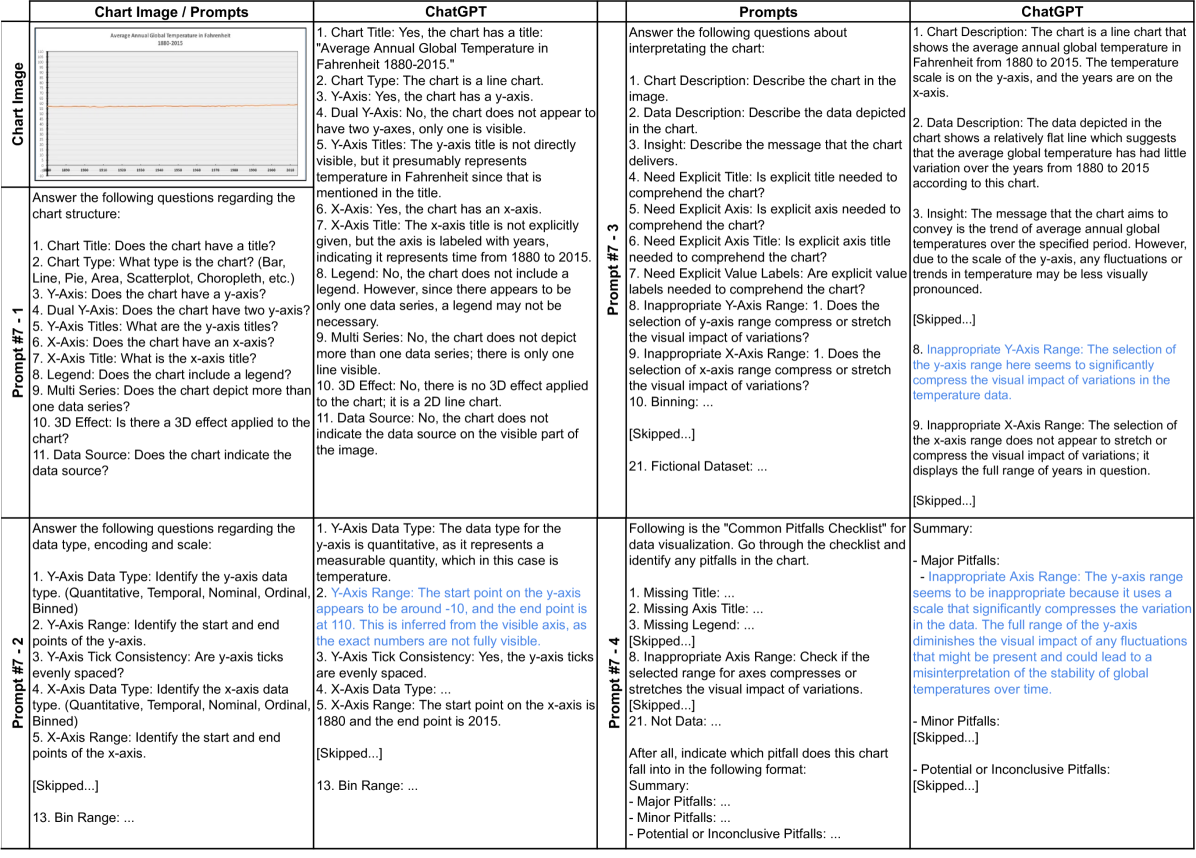 Chart Image / Prompts
ChatGPT
Prompts
ChatGPT
Chart Image
Average Annual Global Temperature in Fahrenheit
1880-2015
Prompt #7 - 1
Answer the following questions regarding the
chart structure:
1. Chart Title: Does the chart have a title?
2. Chart Type: What type is the chart? (Bar,
Line, Pie, Area, Scatterplot, Choropleth, etc.)
3. Y-Axis: Does the chart have a y-axis?
4. Dual Y-Axis: Does the chart have two y-axes?
5. Y-Axis Titles: What are the y-axis titles?
6. X-Axis: Does the chart have an x-axis?
7. X-Axis Title: What is the x-axis title?
8. Legend: Does the chart include a legend?
9. Multi Series: Does the chart depict more than
one data series?
10. 3D Effect: Is there a 3D effect applied to the
chart?
11. Data Source: Does the chart indicate the
data source?
1. Chart Title: Yes, the chart has a title:
"Average Annual Global Temperature in
Fahrenheit 1880-2015."
2. Chart Type: The chart is a line chart.
3. Y-Axis: Yes, the chart has a y-axis.
4. Dual Y-Axis: No, the chart does not appear to
have two y-axes, only one is visible.
5. Y-Axis Titles: The y-axis title is not directly
visible, but it presumably represents
temperature in Fahrenheit since that is
mentioned in the title.
6. X-Axis: Yes, the chart has an x-axis.
7. X-Axis Title: The x-axis title is not explicitly
given, but the axis is labeled with years,
indicating it represents time from 1880 to 2015.
8. Legend: No, the chart does not include a
legend. However, since there appears to be
only one data series, a legend may not be
necessary.
9. Multi Series: No, the chart does not depict
more than one data series; there is only one
line visible.
10. 3D Effect: No, there is no 3D effect applied
to the chart; it is a 2D line chart.
11. Data Source: No, the chart does not
indicate the data source on the visible part of
the image.
Prompt #7 - 3
Answer the following questions about
interpretating the chart:
1. Chart Description: Describe the chart in the
image.
2. Data Description: Describe the data depicted
in the chart.
3. Insight: Describe the message that the chart
delivers.
4. Need Explicit Title: Is explicit title needed to
comprehend the chart?
5. Need Explicit Axis: Is explicit axis needed to
comprehend the chart?
6. Need Explicit Axis Title: Is explicit axis title
needed to comprehend the chart?
7. Need Explicit Value Labels: Are explicit value
labels needed to comprehend the chart?
8. Inappropriate Y-Axis Range: 1. Does the
selection of y-axis range compress or stretch
the visual impact of variations?
9. Inappropriate X-Axis Range: 1. Does the
selection of x-axis range compress or stretch
the visual impact of variations?
10. Binning: ...
[Skipped...]
21. Fictional Dataset: ...
1. Chart Description: The chart is a line chart that
shows the average annual global temperature in
Fahrenheit from 1880 to 2015. The temperature
scale is on the y-axis, and the years are on the
x-axis.
2. Data Description: The data depicted in the
chart shows a relatively flat line which suggests
that the average global temperature has had little
variation over the years from 1880 to 2015
according to this chart.
3. Insight: The message that the chart aims to
convey is the trend of average annual global
temperatures over the specified period. However,
due to the scale of the y-axis, any fluctuations or
trends in temperature may be less visually
pronounced.
[Skipped...]
8. Inappropriate Y-Axis Range: The selection of
the y-axis range here seems to significantly
compress the visual impact of variations in the
temperature data.
9. Inappropriate X-Axis Range: The selection of
the x-axis range does not appear to stretch or
compress the visual impact of variations; it
displays the full range of years in question.
[Skipped...]
Prompt #7 - 2
Answer the following questions regarding the
data type, encoding and scale:
1. Y-Axis Data Type: Identify the y-axis data
type. (Quantitative, Temporal, Nominal, Ordinal,
Binned)
2. Y-Axis Range: Identify the start and end
points of the y-axis.
3. Y-Axis Tick Consistency: Are y-axis ticks
evenly spaced?
4. X-Axis Data Type: Identify the x-axis data
type. (Quantitative, Temporal, Nominal, Ordinal,
Binned)
5. X-Axis Range: Identify the start and end
points of the x-axis.
[Skipped...]
13. Bin Range: ...
1. Y-Axis Data Type: The data type for the
y-axis is quantitative, as it represents a
measurable quantity, which in this case is
temperature.
2. Y-Axis Range: The start point on the y-axis
appears to be around -10, and the end point is
at 110. This is inferred from the visible axis, as
the exact numbers are not fully visible.
3. Y-Axis Tick Consistency: Yes, the y-axis ticks
are evenly spaced.
4. X-Axis Data Type: ...
5. X-Axis Range: The start point on the x-axis is
1880 and the end point is 2015.
[Skipped...]
13. Bin Range: ...
Prompt #7 - 4
Following is the "Common Pitfalls Checklist" for
data visualization. Go through the checklist and
identify any pitfalls in the chart.
1. Missing Title: ...
2. Missing Axis Title: ...
3. Missing Legend: ...
[Skipped...]
8. Inappropriate Axis Range: Check if the
selected range for axes compresses or
stretches the visual impact of variations.
[Skipped...]
21. Not Data: ...
After all, indicate which pitfall does this chart
fall into in the following format:
Summary:
- Major Pitfalls: ...
- Minor Pitfalls: ...
- Potential or Inconclusive Pitfalls: ...
Summary:
- Major Pitfalls:
- Inappropriate Axis Range: The y-axis range
seems to be inappropriate because it uses a
scale that significantly compresses the variation
in the data. The full range of the y-axis
diminishes the visual impact of any fluctuations
that might be present and could lead to a
misinterpretation of the stability of global
temperatures over time.
- Minor Pitfalls:
[Skipped...]
- Potential or Inconclusive Pitfalls:
[Skipped...]